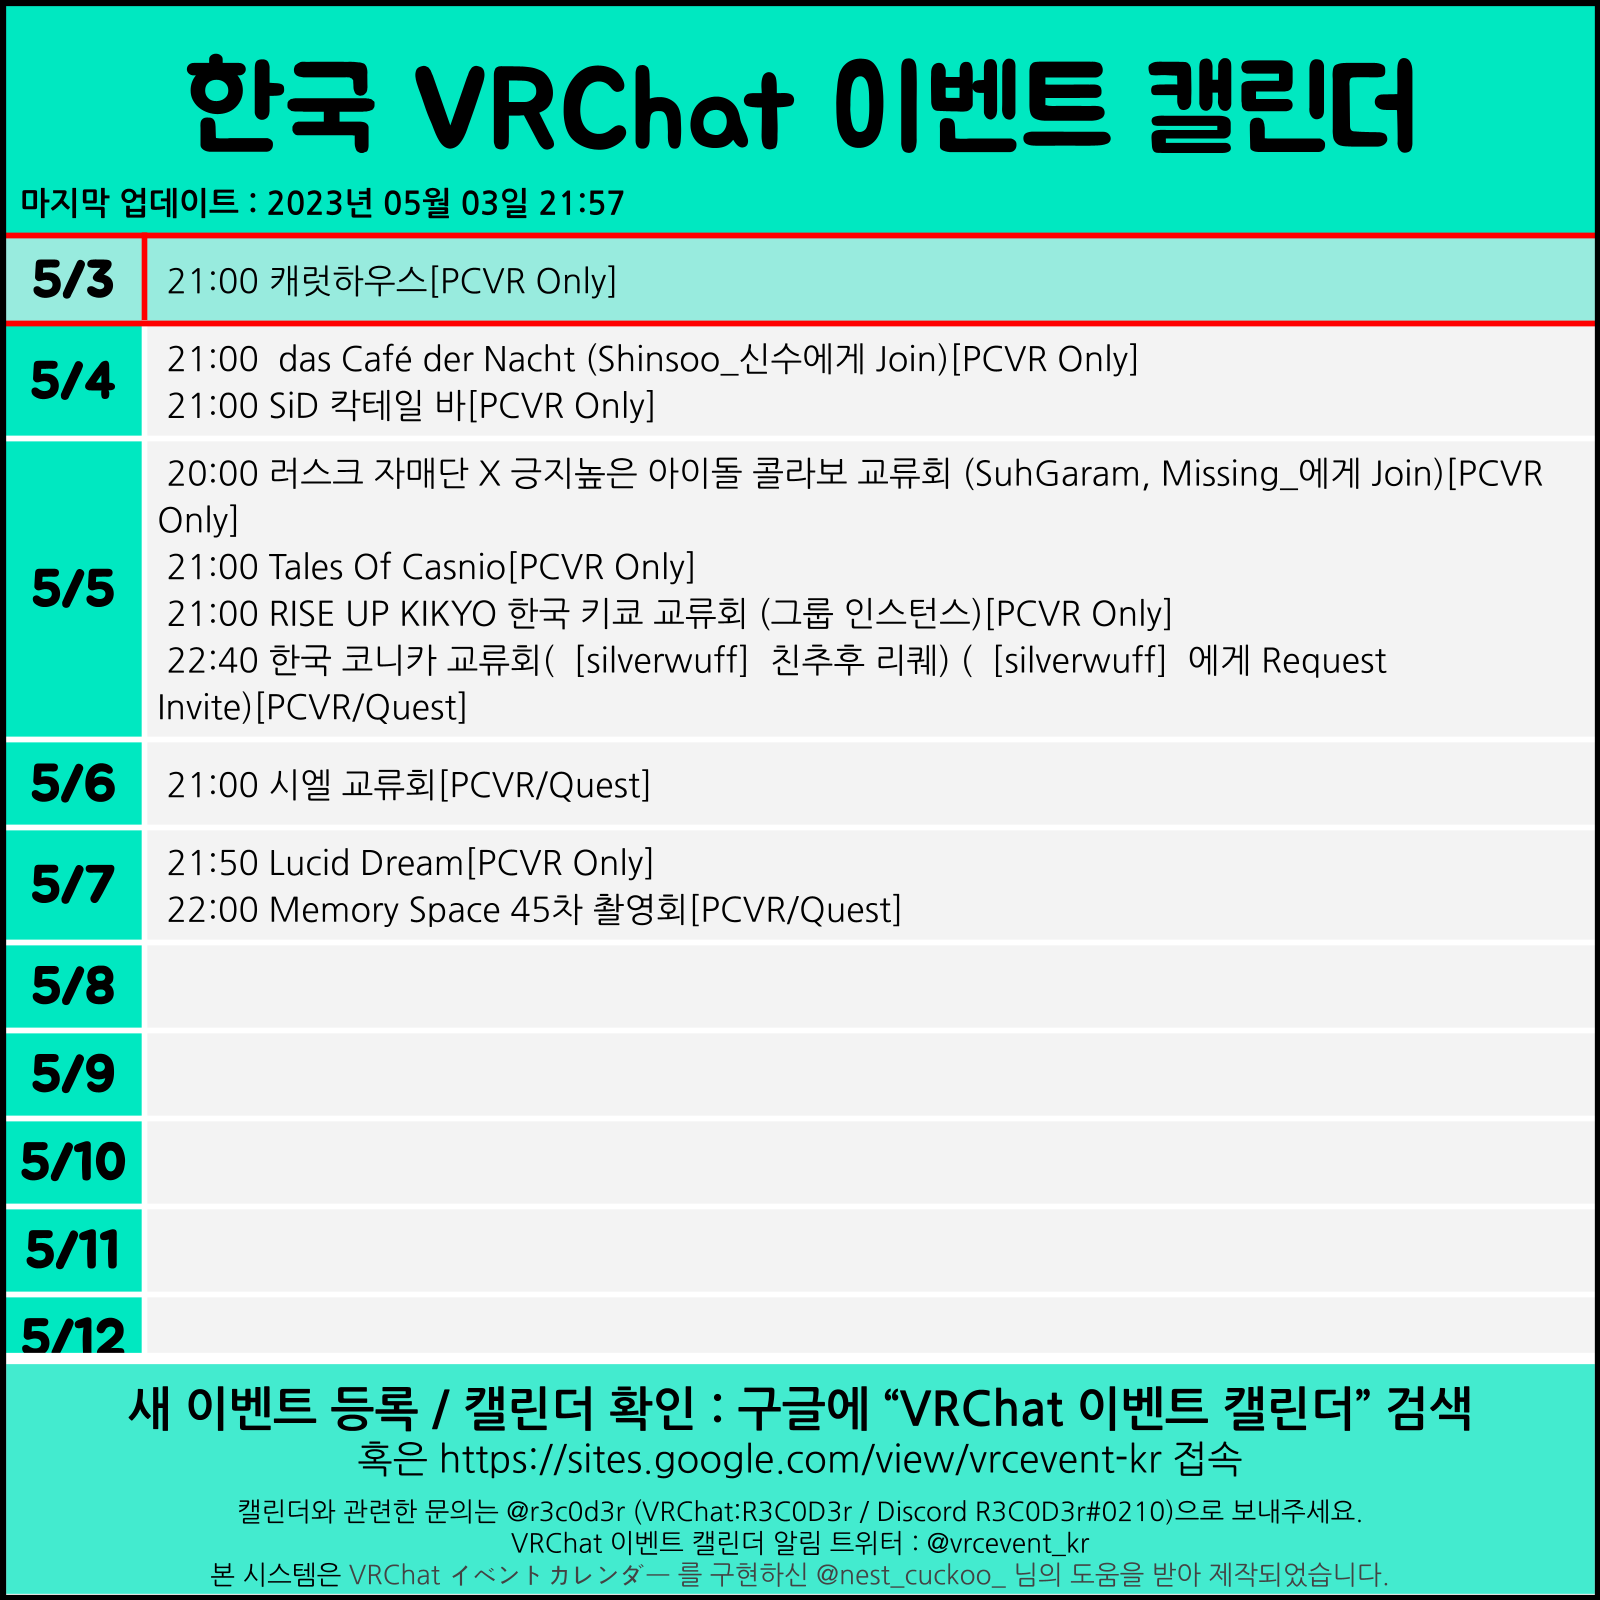 한국 VRChat 이벤트 캘린더
마지막 업데이트 : 2023년 05월 03일 21:57
5/3
21:00 캐럿하우스[PCVR Only]
5/4
21:00 das Café der Nacht (Shinsoo_신수에게 Join)[PCVR Only]
21:00 SiD 칵테일 바[PCVR Only]
5/5
20:00 러스크 자매단 X 긍지높은 아이돌 콜라보 교류회 (SuhGaram, Missing_에게 Join)[PCVR
Only]
21:00 Tales Of Casnio[PCVR Only]
21:00 RISE UP KIKYO 한국 키쿄 교류회 (그룹 인스턴스)[PCVR Only]
22:40 한국 코니카 교류회( [silverwuff] 친추후 리퀘) ( [silverwuff] 에게 Request
Invite)[PCVR/Quest]
5/6
21:00 시엘 교류회[PCVR/Quest]
5/7
21:50 Lucid Dream[PCVR Only]
22:00 Memory Space 45차 촬영회[PCVR/Quest]
5/8
5/9
5/10
5/11
5/12
새 이벤트 등록 / 캘린더 확인 : 구글에 “VRChat 이벤트 캘린더” 검색
혹은 https://sites.google.com/view/vrcevent-kr 접속
캘린더와 관련한 문의는 @r3c0d3r (VRChat:R3C0D3r / Discord R3C0D3r#0210)으로 보내주세요.
VRChat 이벤트 캘린더 알림 트위터 : @vrcevent_kr
본 시스템은 VRChat イベントカレンダー 를 구현하신 @nest_cuckoo_ 님의 도움을 받아 제작되었습니다.